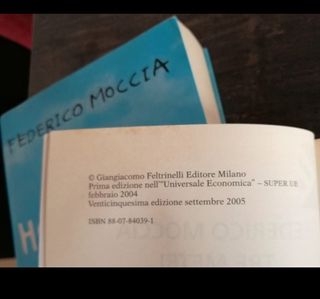 FEDERICO MOCCIA
H
© Giangiacomo Feltrinelli Editore Milano
Prima edizione nell'"Universale Economica" – SUPER UE
febbraio 2004
Venticinquesima edizione settembre 2005
ISBN 88-07-84039-1